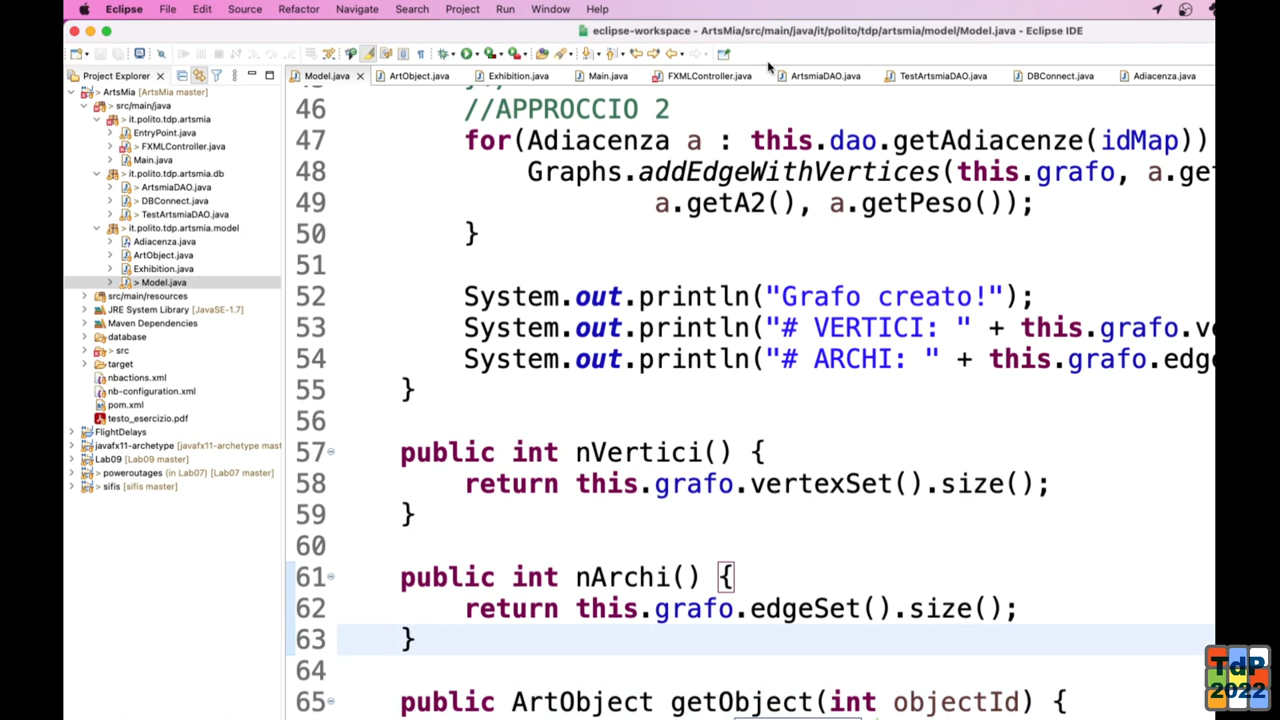 Eclipse File Edit Source Refactor Navigate Search Project Run Window Help
eclipse-workspace - ArtsMia/src/main/java/it/polito/tdp/artsmia/model/Model.java - Eclipse IDE
Project Explorer
Model.java ArtObject.java Exhibition.java Main.java FXMLController.java ArtsmiaDAO.java TestArtsmiaDAO.java DBConnect.java Adiacenza.java
ArtsMia [ArtsMia master]
src/main/java
it.polito.tdp.artsmia
EntryPoint.java
FXMLController.java
Main.java
it.polito.tdp.artsmia.db
ArtsmiaDAO.java
DBConnect.java
TestArtsmiaDAO.java
it.polito.tdp.artsmia.model
Adiacenza.java
ArtObject.java
Exhibition.java
> Model.java
src/main/resources
JRE System Library [JavaSE-1.7]
Maven Dependencies
database
> src
target
nbactions.xml
nb-configuration.xml
pom.xml
testo_esercizio.pdf
FlightDelays
javafx11-archetype [javafx11-archetype mast
Lab09 [Lab09 master]
> poweroutages (in Lab07) [Lab07 master]
> sifis [master]
46 //APPROCCIO 2
47 for(Adiacenza a : this.dao.getAdiacenze(idMap))
48 Graphs.addEdgeWithVertices(this.grafo, a.get
49 a.getA2(), a.getPeso());
50 }
51
52 System.out.println("Grafo creato!");
53 System.out.println("# VERTICI: " + this.grafo.ve
54 System.out.println("# ARCHI: " + this.grafo.edge
55 }
56
57 public int nVertici() {
58 return this.grafo.vertexSet().size();
59 }
60
61 public int nArchi() {
62 return this.grafo.edgeSet().size();
63 }
64
65 public ArtObject getObject(int objectId) {
TdP
2022